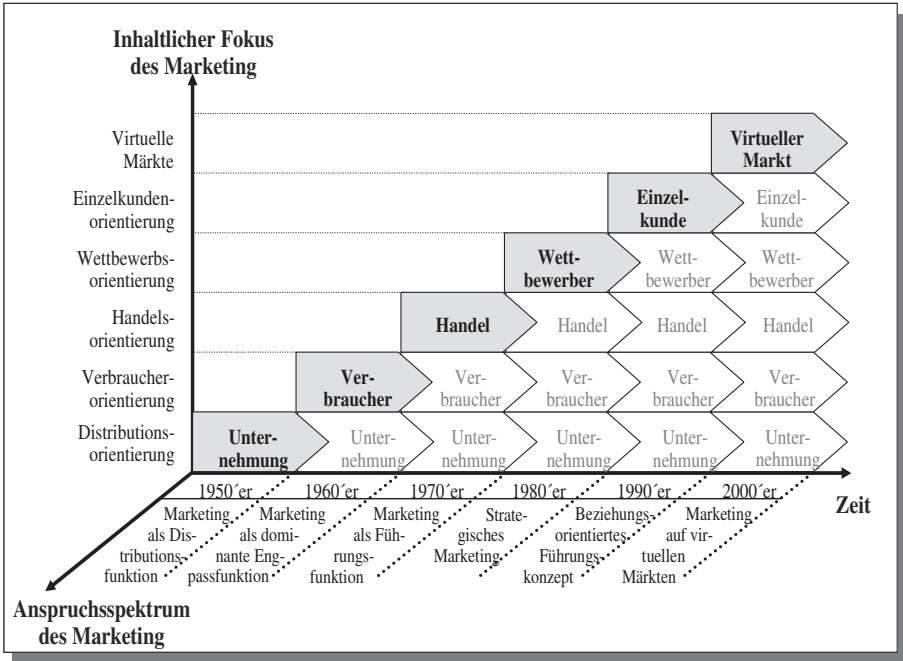 Inhaltlicher Fokus
des Marketing
Virtuelle
Märkte
Virtueller
Markt
Einzelkunden-
orientierung
Einzel-
kunde
Einzel-
kunde
Wettbewerbs-
orientierung
Wett-
bewerber
Wett-
bewerber
Wett-
bewerber
Handels-
orientierung
Handel
Handel
Handel
Handel
Verbraucher-
orientierung
Ver-
braucher
Ver-
braucher
Ver-
braucher
Ver-
braucher
Ver-
braucher
Distributions-
orientierung
Unter-
nehmung
Unter-
nehmung
Unter-
nehmung
Unter-
nehmung
Unter-
nehmung
Unter-
nehmung
1950´er
1960´er
1970´er
1980´er
1990´er
2000´er
Zeit
Marketing
als Dis-
tributions-
funktion
Marketing
als domi-
nante Eng-
passfunktion
Marketing
als Füh-
rungs-
funktion
Strate-
gisches
Marketing
Beziehungs-
orientiertes
Führungs-
konzept
Marketing
auf vir-
tuellen
Märkten
Anspruchsspektrum
des Marketing